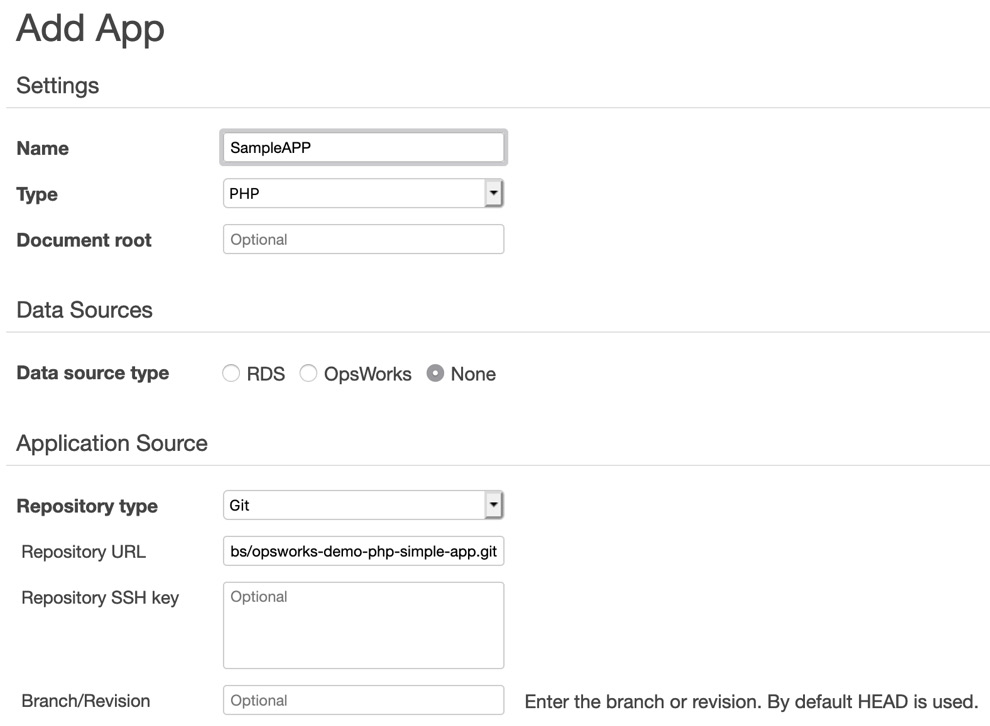 Add App
Settings
Name SampleAPP
Type PHP
Document root Optional
Data Sources
Data source type RDS OpsWorks None
Application Source
Repository type Git
Repository URL bs/opsworks-demo-php-simple-app.git
Repository SSH key Optional
Branch/Revision Optional Enter the branch or revision. By default HEAD is used.